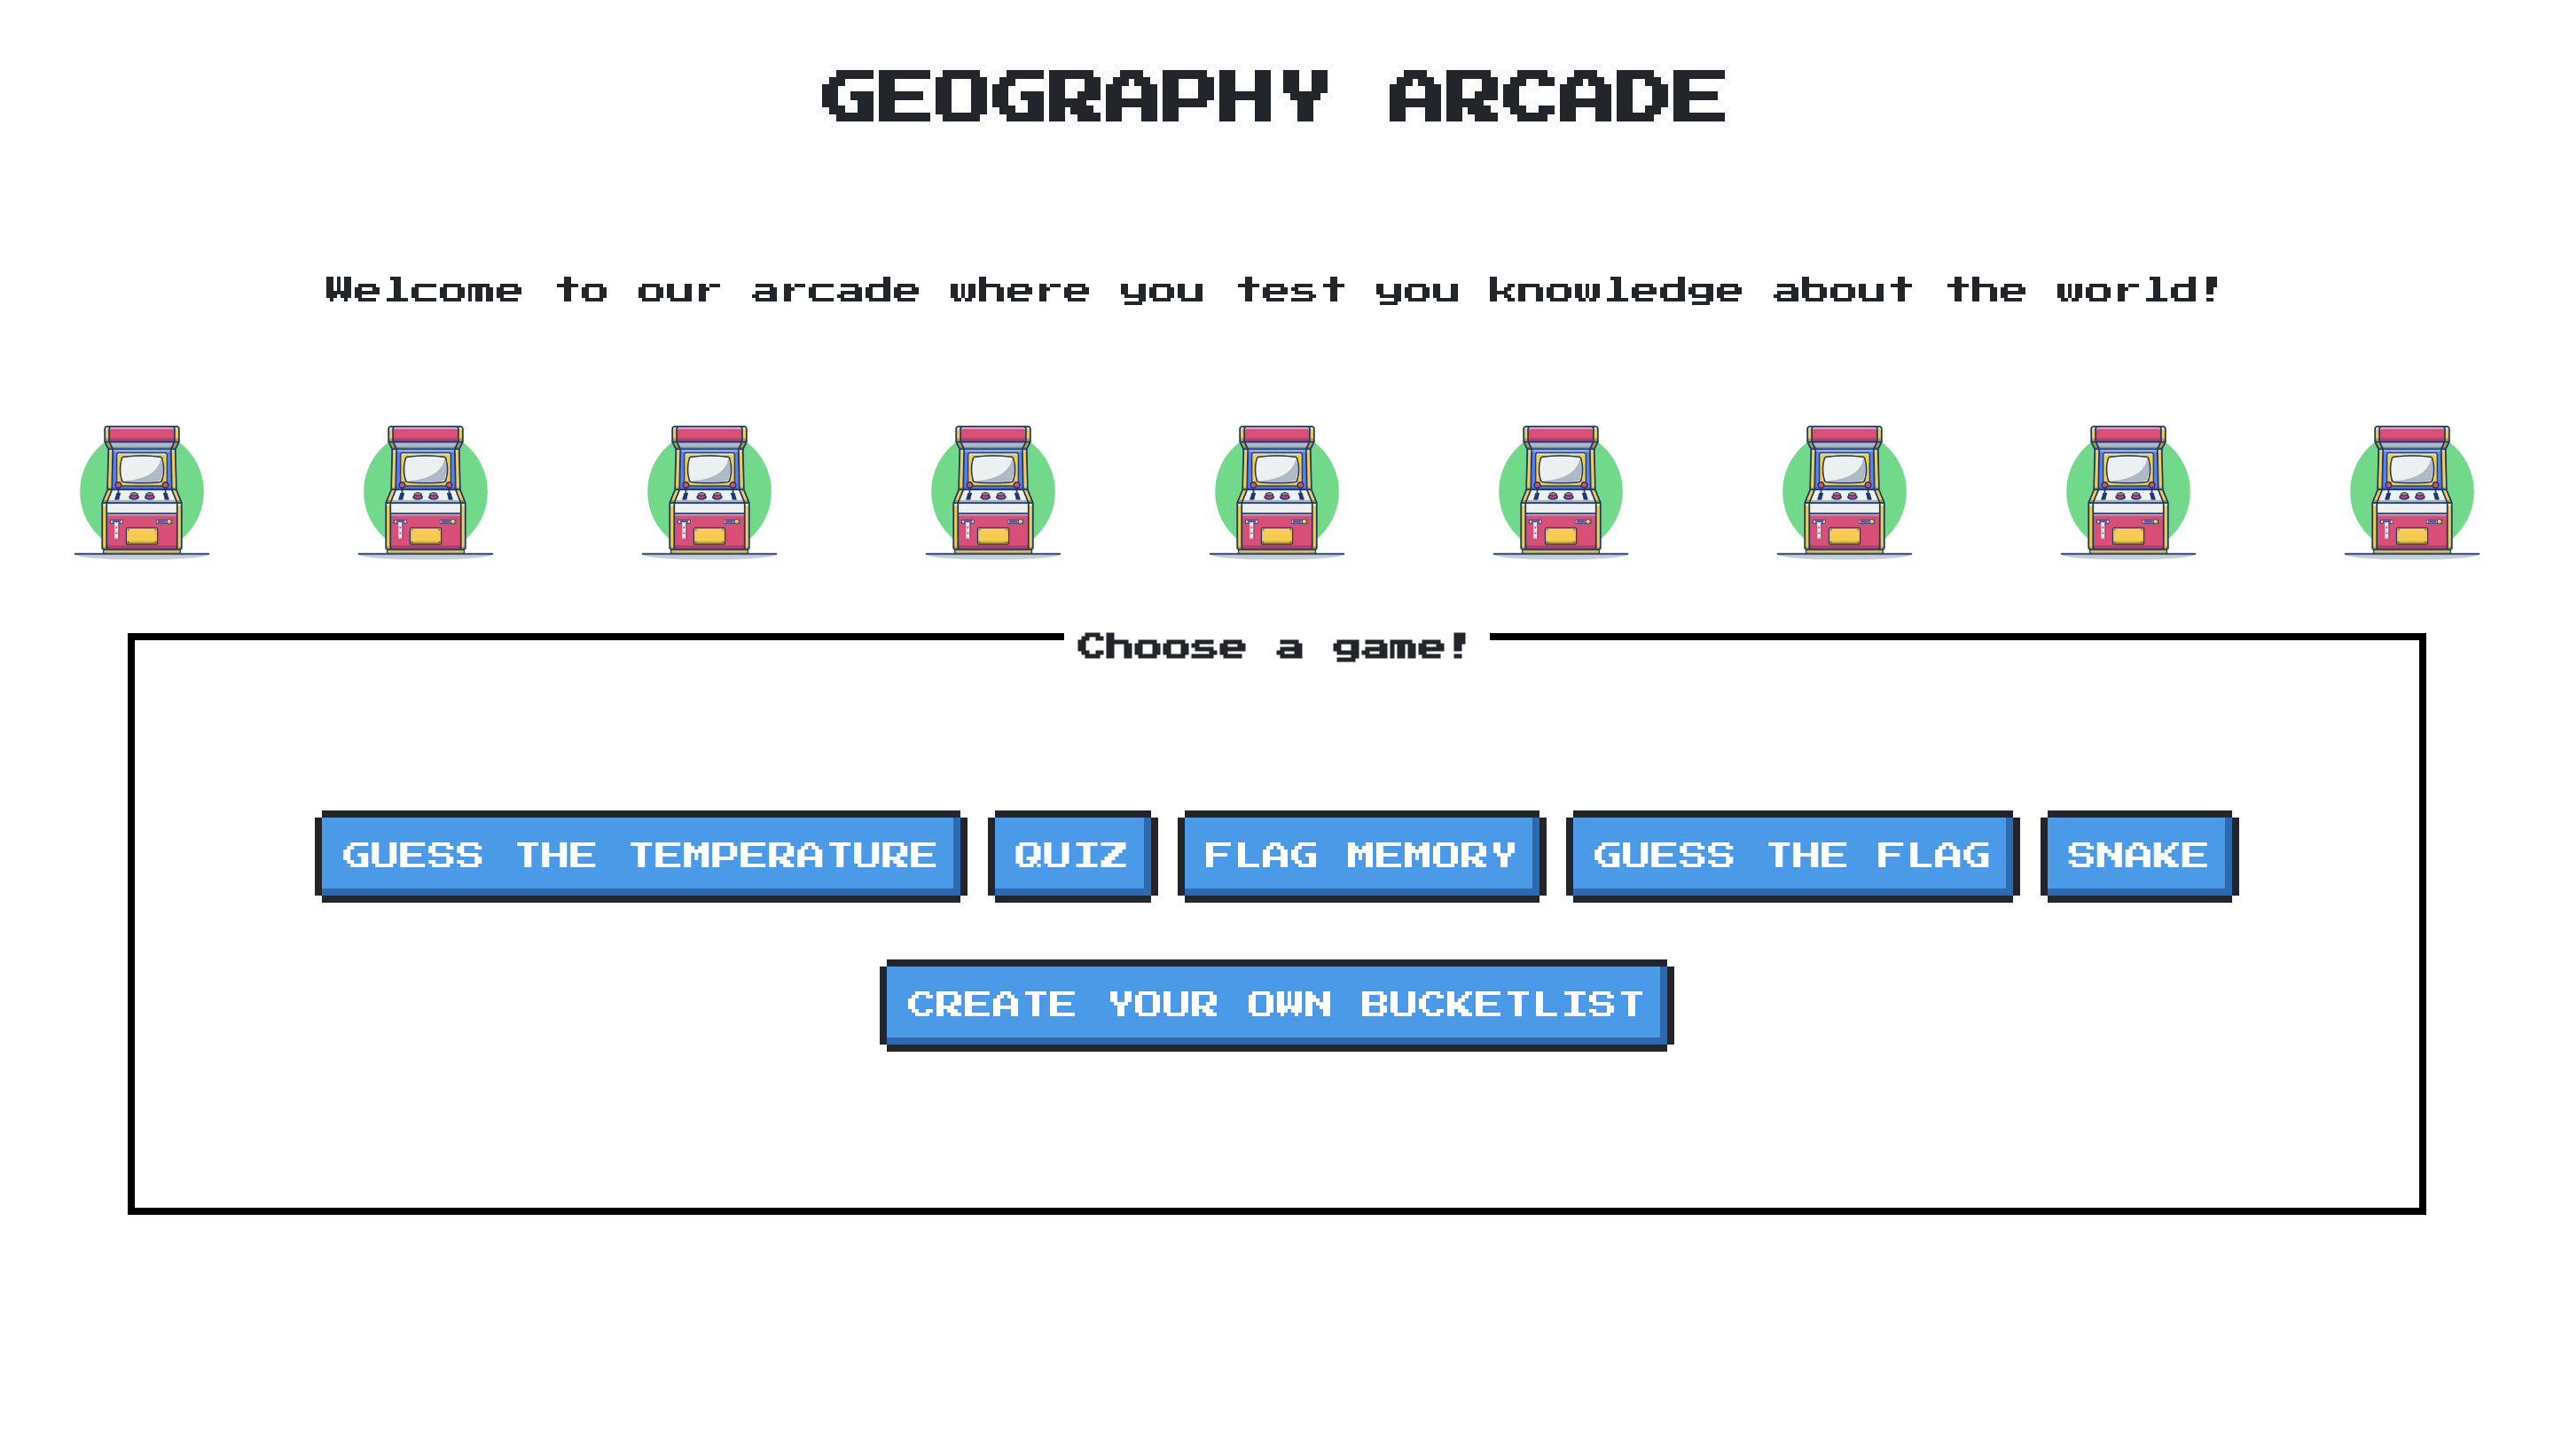 GEOGRAPHY ARCADE
Welcome to our arcade where you test you knowledge about the world!
Choose a game!
GUESS THE TEMPERATURE QUIZ FLAG MEMORY GUESS THE FLAG SNAKE
CREATE YOUR OWN BUCKETLIST